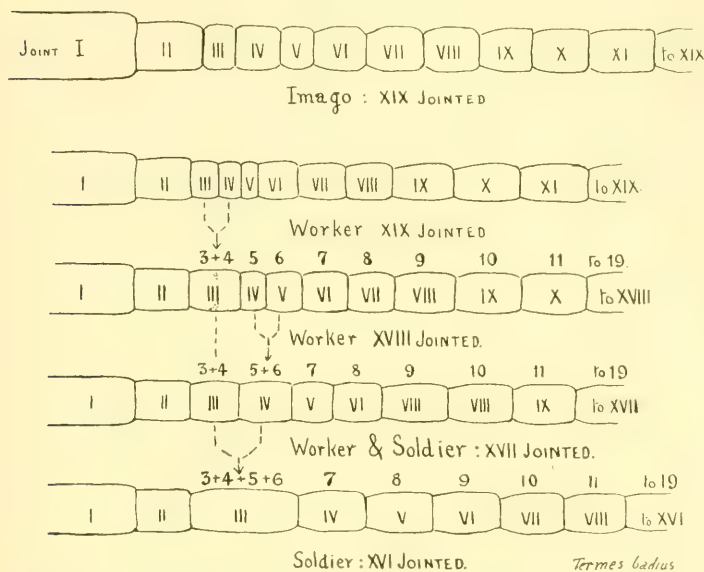 JOINT I II III IV V VI VII VIII IX X XI to XIX
Imago : XIX JOINTED
I II III IV V VI VII VIII IX X XI to XIX.
Worker XIX JOINTED
3+4 5 6 7 8 9 10 11 to 19.
I II III IV V VI VII VIII IX X to XVIII
Worker XVIII JOINTED.
3+4 5+6 7 8 9 10 11 to 19
I II III IV V VI VIII VIII IX to XVII
Worker & Soldier : XVII JOINTED.
3+4+5+6 7 8 9 10 11 to 19
I II III IV V VI VII VIII to XVI
Soldier : XVI JOINTED. Termes badius